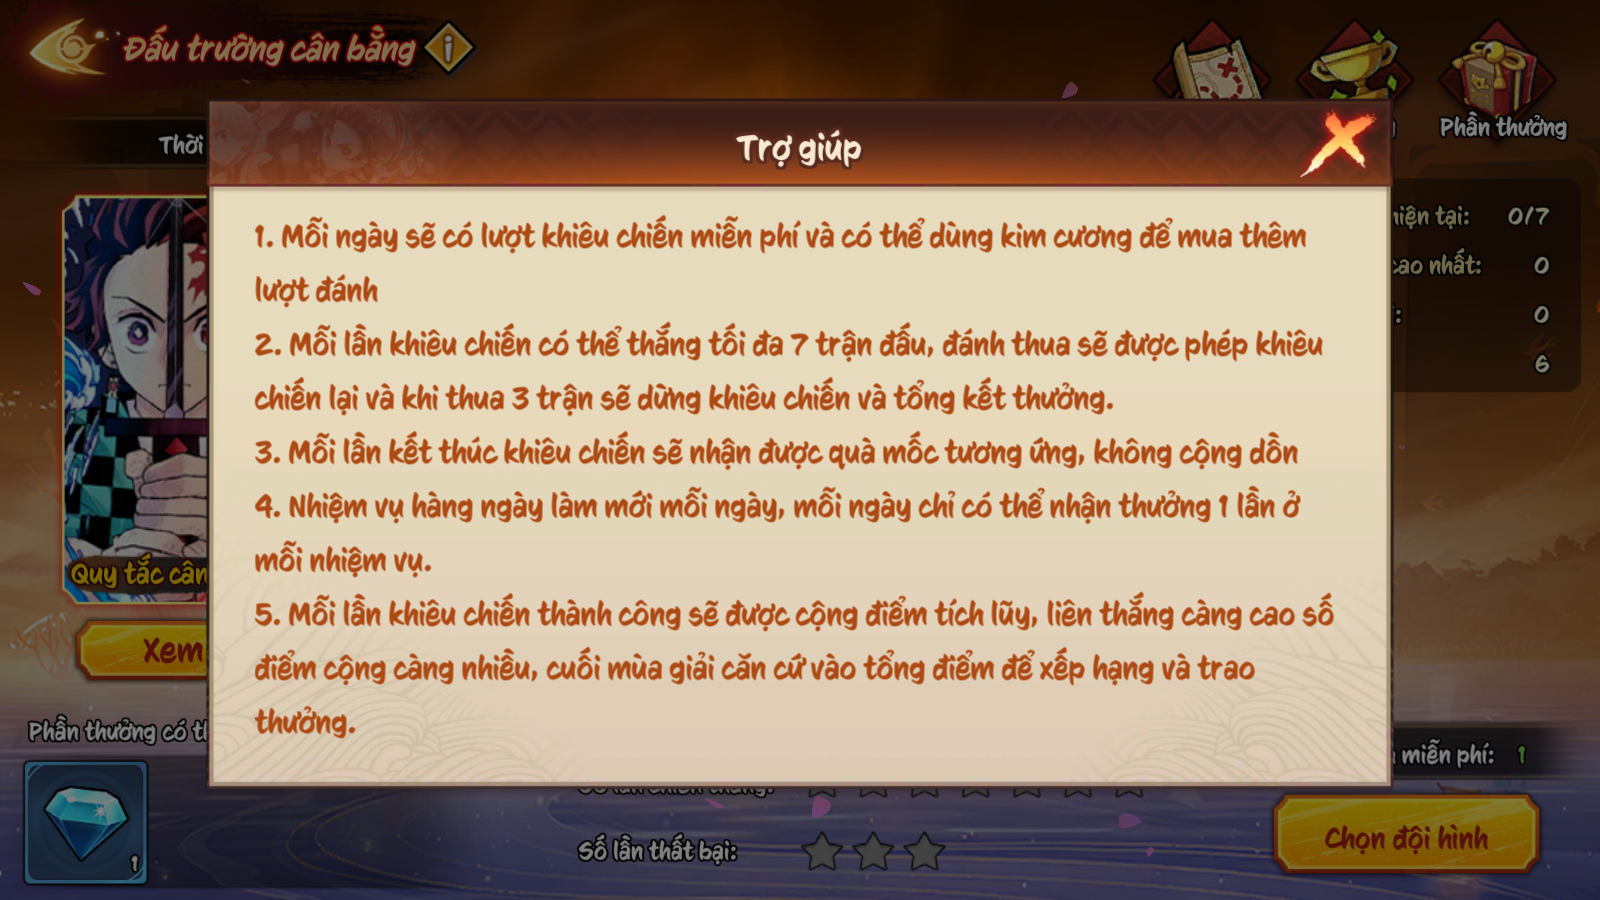 Đấu trường cân bằng
Phần thưởng
Thời
Trợ giúp
1. Mỗi ngày sẽ có lượt khiêu chiến miễn phí và có thể dùng kim cương để mua thêm
lượt đánh
2. Mỗi lần khiêu chiến có thể thắng tối đa 7 trận đấu, đánh thua sẽ được phép khiêu
chiến lại và khi thua 3 trận sẽ dừng khiêu chiến và tổng kết thưởng.
3. Mỗi lần kết thúc khiêu chiến sẽ nhận được quà mốc tương ứng, không cộng dồn
4. Nhiệm vụ hàng ngày làm mới mỗi ngày, mỗi ngày chỉ có thể nhận thưởng 1 lần ở
mỗi nhiệm vụ.
5. Mỗi lần khiêu chiến thành công sẽ được cộng điểm tích lũy, liên thắng càng cao số
điểm cộng càng nhiều, cuối mùa giải căn cứ vào tổng điểm để xếp hạng và trao
thưởng.
hiện tại: 0/7
cao nhất: 0
: 0
6
Quy tắc cân
Xem
Phần thưởng có
1
miễn phí: 1
Số lần thất bại:
Chọn đội hình